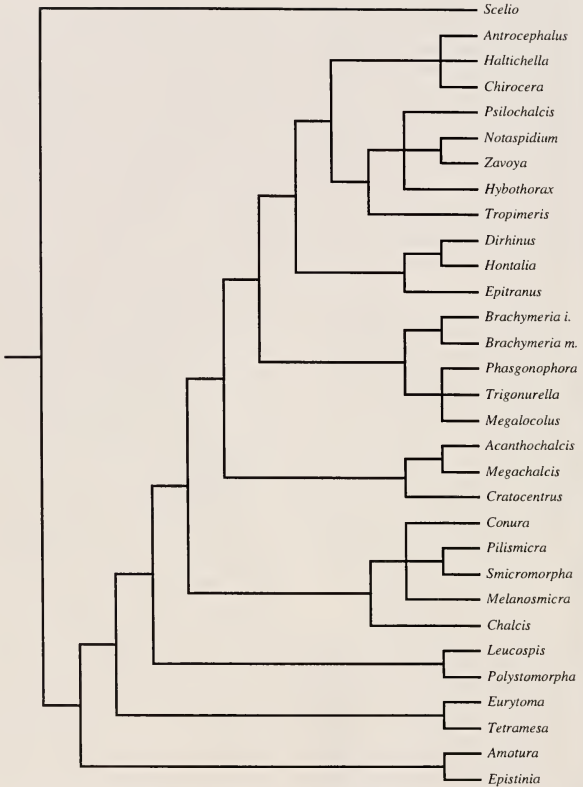 Scelio
Antrocephalus
Haltichella
Chirocera
Psilochalcis
Notaspidium
Zavoya
Hybothorax
Tropimeris
Dirhinus
Hontalia
Epitranus
Brachymeria i.
Brachymeria m.
Phasgonophora
Trigonurella
Megalocolus
Acanthochalcis
Megachalcis
Cratocentrus
Conura
Pilismicra
Smicromorpha
Melanosmicra
Chalcis
Leucospis
Polystomorpha
Eurytoma
Tetramesa
Amotura
Epistinia